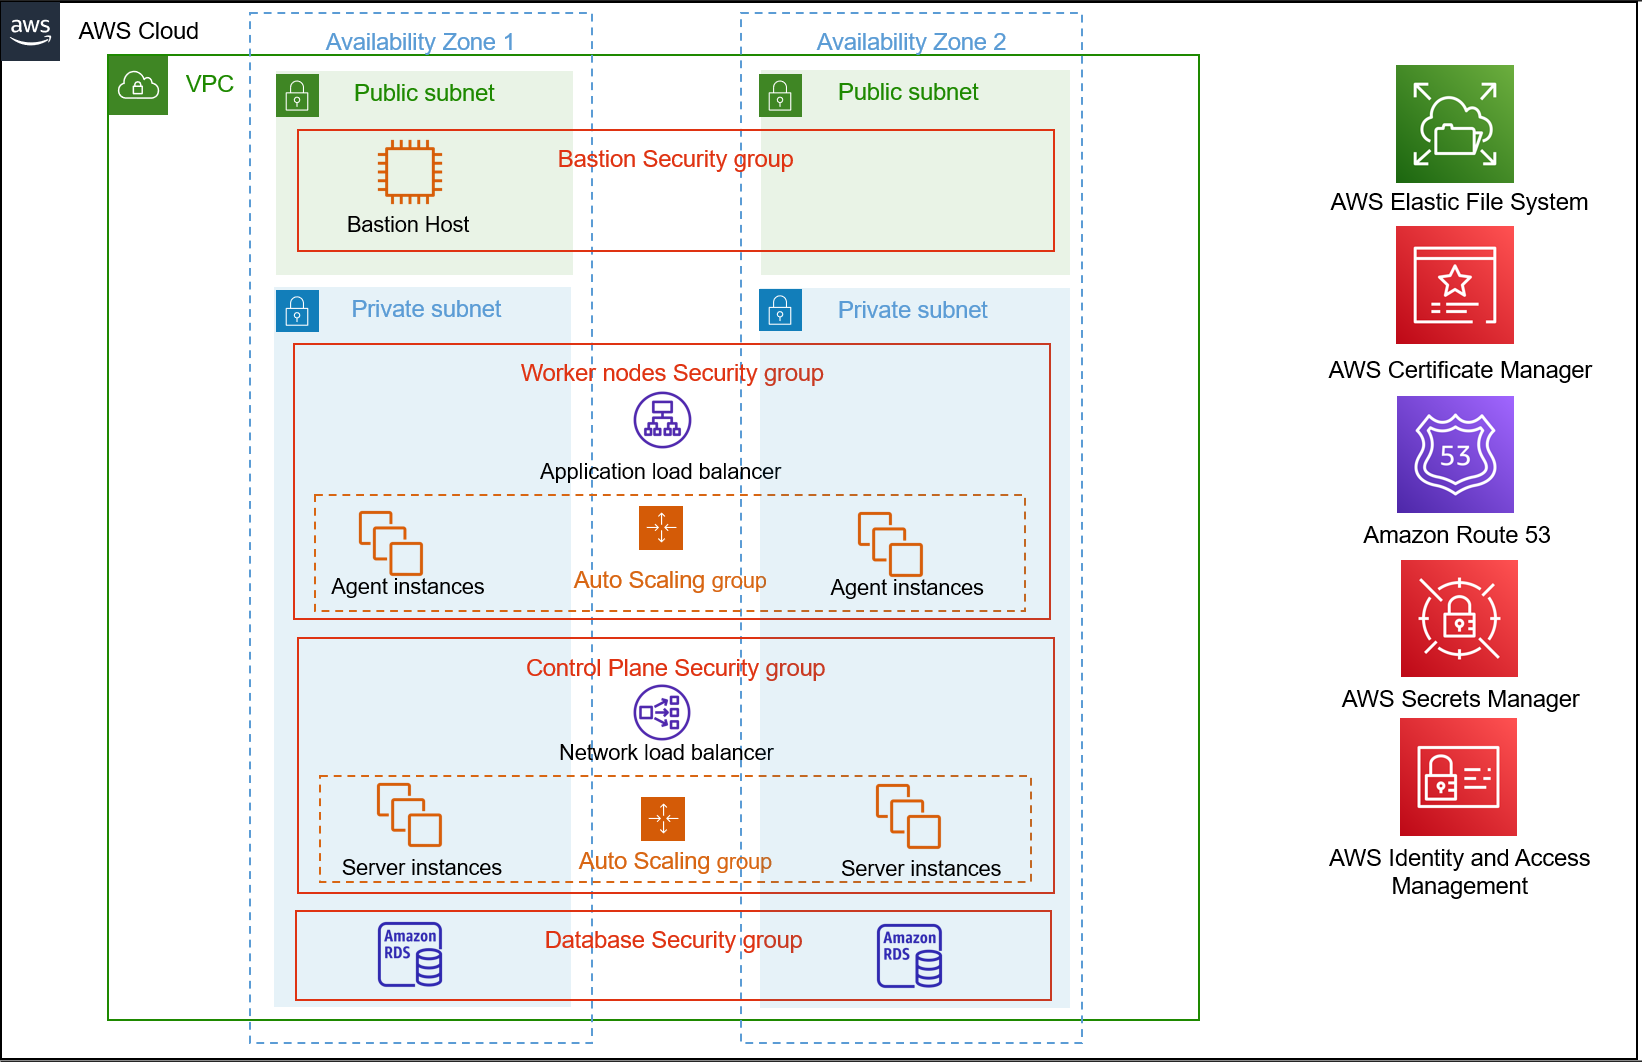 aws
AWS Cloud
Availability Zone 1
Availability Zone 2
VPC
Public subnet
Public subnet
Bastion Security group
Bastion Host
Private subnet
Private subnet
Worker nodes Security group
Application load balancer
Agent instances
Auto Scaling group
Agent instances
Control Plane Security group
Network load balancer
Server instances
Auto Scaling group
Server instances
Database Security group
Amazon
RDS
Amazon
RDS
AWS Elastic File System
AWS Certificate Manager
53
Amazon Route 53
AWS Secrets Manager
AWS Identity and Access
Management